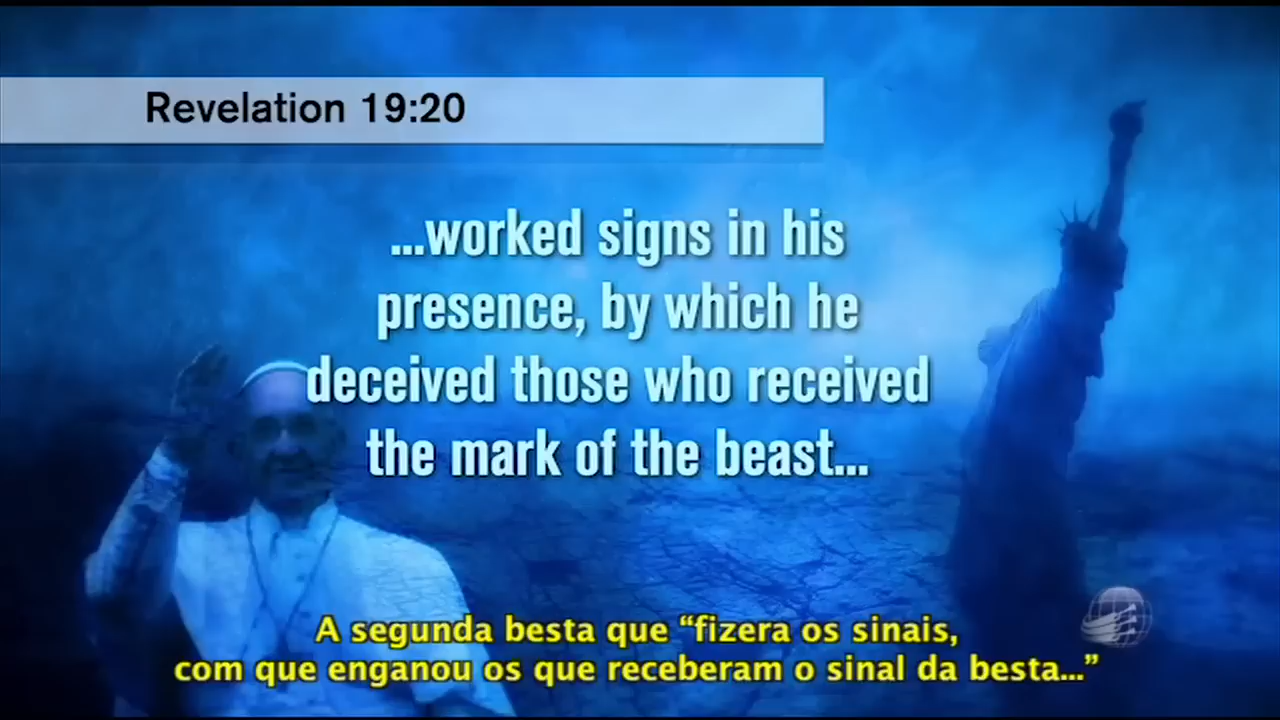 Revelation 19:20
...worked signs in his
presence, by which he
deceived those who received
the mark of the beast...
A segunda besta que “fizera os sinais,
com que enganou os que receberam o sinal da besta...”